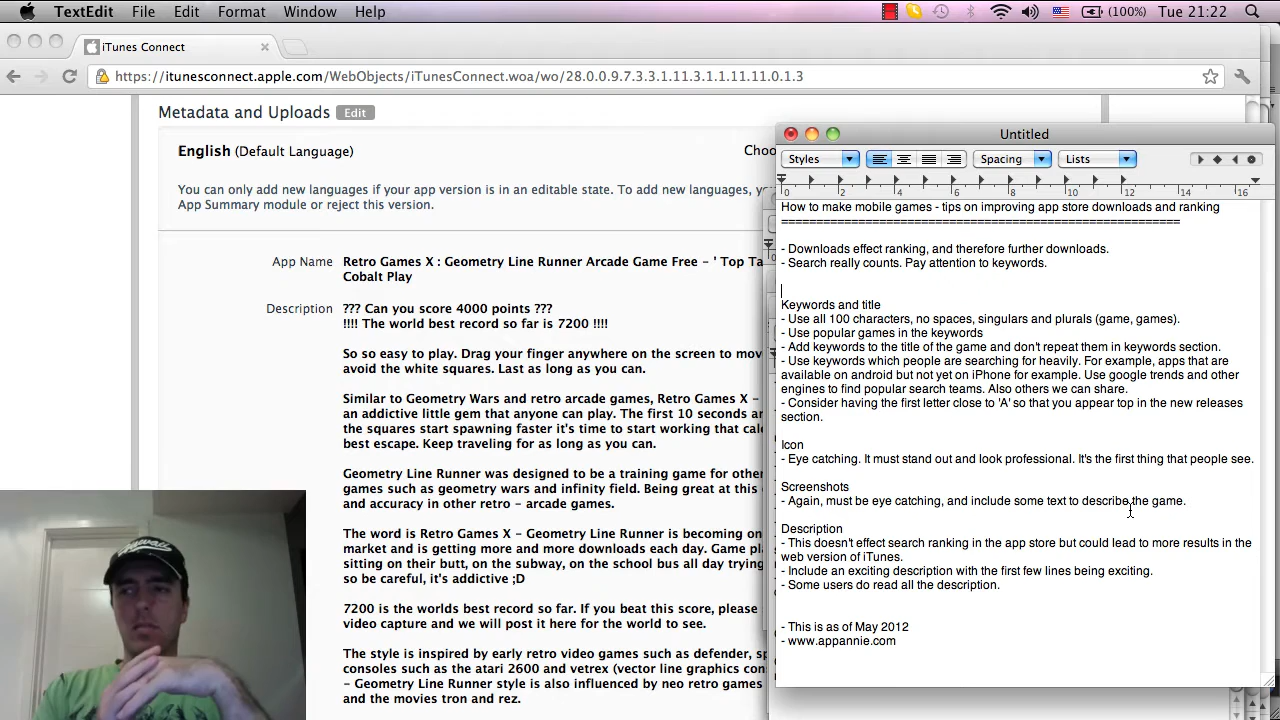 TextEdit File Edit Format Window Help (100%) Tue 21:22
iTunes Connect
https://itunesconnect.apple.com/WebObjects/iTunesConnect.woa/wo/28.0.0.9.7.3.3.1.11.3.1.1.11.11.0.1.3
Metadata and Uploads Edit
English (Default Language)
Choo
You can only add new languages if your app version is in an editable state. To add new languages, yo
App Summary module or reject this version.
App Name Retro Games X : Geometry Line Runner Arcade Game Free - ' Top Ta
Cobalt Play
Description ??? Can you score 4000 points ???
!!!! The world best record so far is 7200 !!!!
So so easy to play. Drag your finger anywhere on the screen to mov
avoid the white squares. Last as long as you can.
Similar to Geometry Wars and retro arcade games, Retro Games X -
an addictive little gem that anyone can play. The first 10 seconds ar
the squares start spawning faster it's time to start working that calc
best escape. Keep traveling for as long as you can.
Geometry Line Runner was designed to be a training game for other
games such as geometry wars and infinity field. Being great at this g
and accuracy in other retro - arcade games.
The word is Retro Games X - Geometry Line Runner is becoming on
market and is getting more and more downloads each day. Game pl
sitting on their butt, on the subway, on the school bus all day trying
so be careful, it's addictive ;D
7200 is the worlds best record so far. If you beat this score, please
video capture and we will post it here for the world to see.
The style is inspired by early retro video games such as defender, sp
consoles such as the atari 2600 and vetrex (vector line graphics con
- Geometry Line Runner style is also influenced by neo retro games
and the movies tron and rez.
Untitled
Styles Spacing Lists
0 2 4 6 8 10 12 14 16
How to make mobile games - tips on improving app store downloads and ranking
=========================================================
- Downloads effect ranking, and therefore further downloads.
- Search really counts. Pay attention to keywords.
Keywords and title
- Use all 100 characters, no spaces, singulars and plurals (game, games).
- Use popular games in the keywords
- Add keywords to the title of the game and don't repeat them in keywords section.
- Use keywords which people are searching for heavily. For example, apps that are
available on android but not yet on iPhone for example. Use google trends and other
engines to find popular search teams. Also others we can share.
- Consider having the first letter close to 'A' so that you appear top in the new releases
section.
Icon
- Eye catching. It must stand out and look professional. It's the first thing that people see.
Screenshots
- Again, must be eye catching, and include some text to describe the game.
Description
- This doesn't effect search ranking in the app store but could lead to more results in the
web version of iTunes.
- Include an exciting description with the first few lines being exciting.
- Some users do read all the description.
- This is as of May 2012
- www.appannie.com